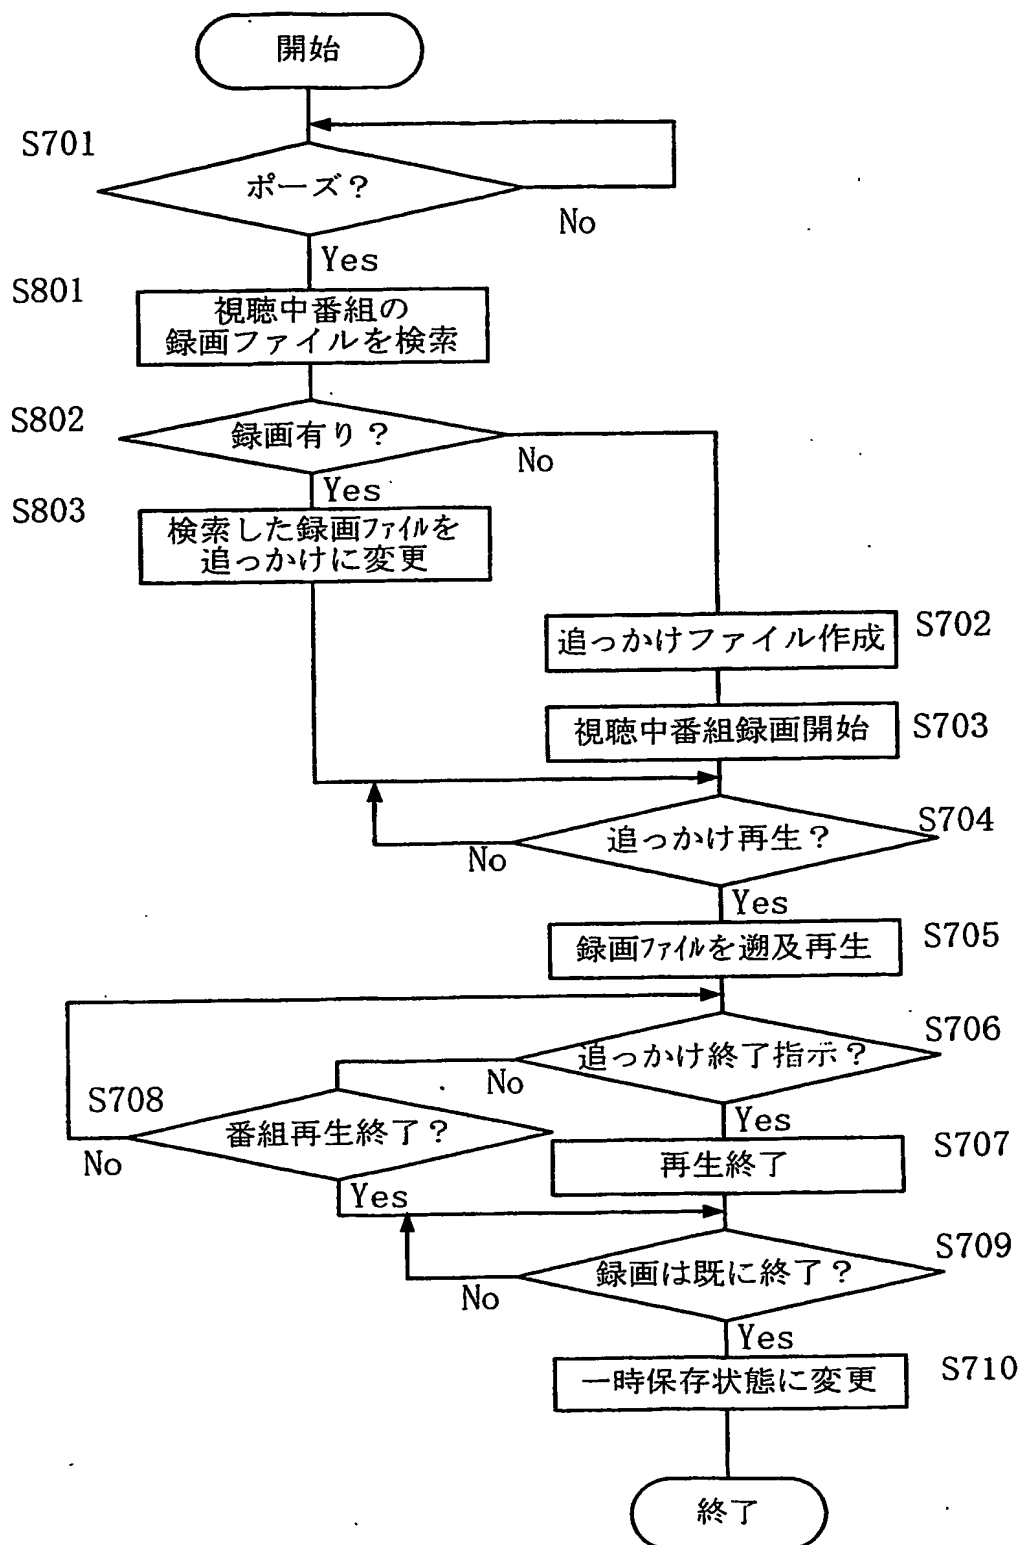 開始
S701
ポーズ？
No
Yes
S801
視聴中番組の
録画ファイルを検索
S802
録画有り？
No
Yes
S803
検索した録画ファイルを
追っかけに変更
追っかけファイル作成
S702
視聴中番組録画開始
S703
追っかけ再生？
S704
No
Yes
録画ファイルを遡及再生
S705
追っかけ終了指示？
S706
No
Yes
S708
番組再生終了？
No
Yes
再生終了
S707
録画は既に終了？
S709
No
Yes
一時保存状態に変更
S710
終了